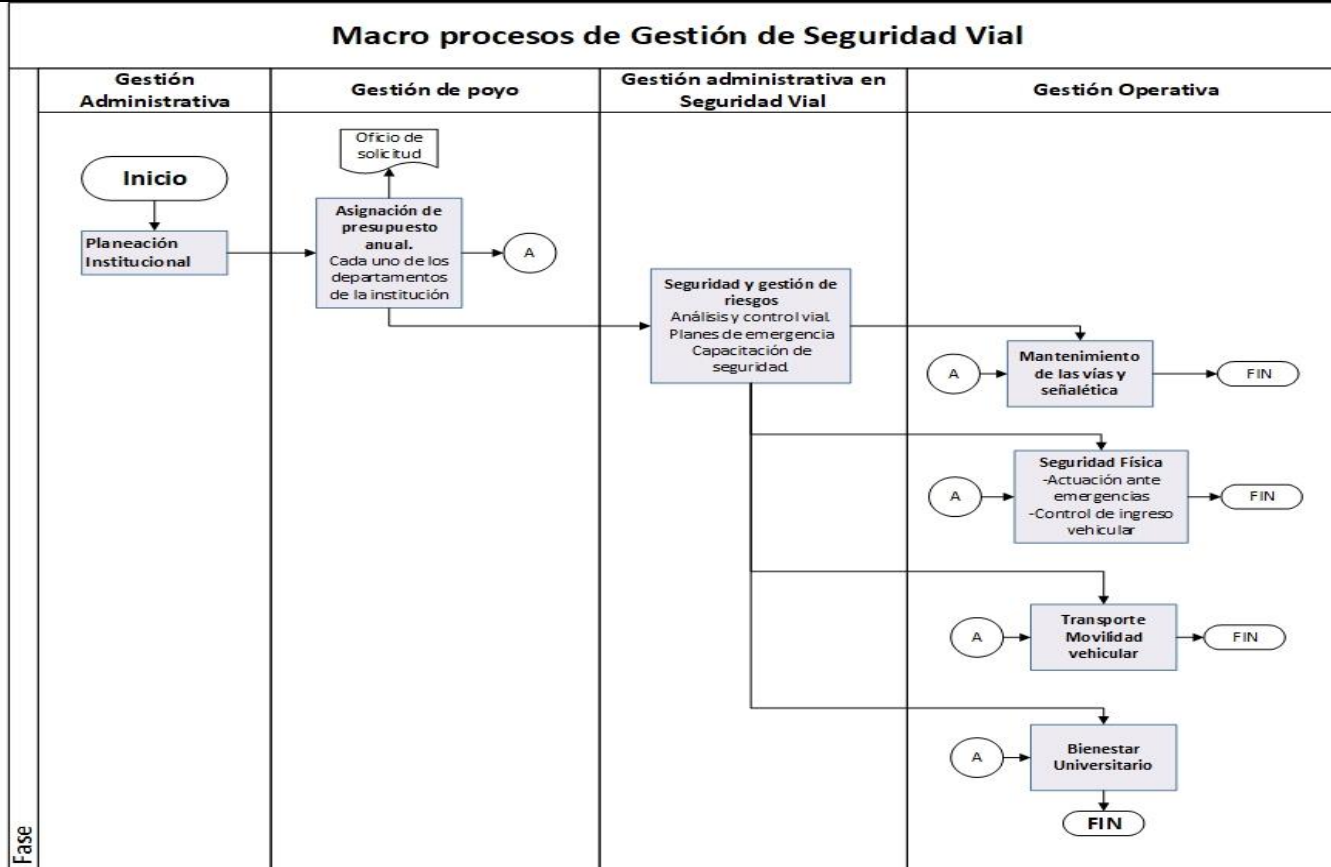 Macro procesos de Gestión de Seguridad Vial
Gestión
Administrativa
Gestión de poyo
Gestión administrativa en
Seguridad Vial
Gestión Operativa
Fase
Inicio
Planeación
Institucional
Oficio de
solicitud
Asignación de
presupuesto
anual.
Cada uno de los
departamentos
de la institución
A
Seguridad y gestión de
riesgos
Análisis y control vial.
Planes de emergencia
Capacitación de
seguridad.
A
Mantenimiento
de las vías y
señalética
FIN
A
Seguridad Física
-Actuación ante
emergencias
-Control de ingreso
vehicular
FIN
A
Transporte
Movilidad
vehicular
FIN
A
Bienestar
Universitario
FIN